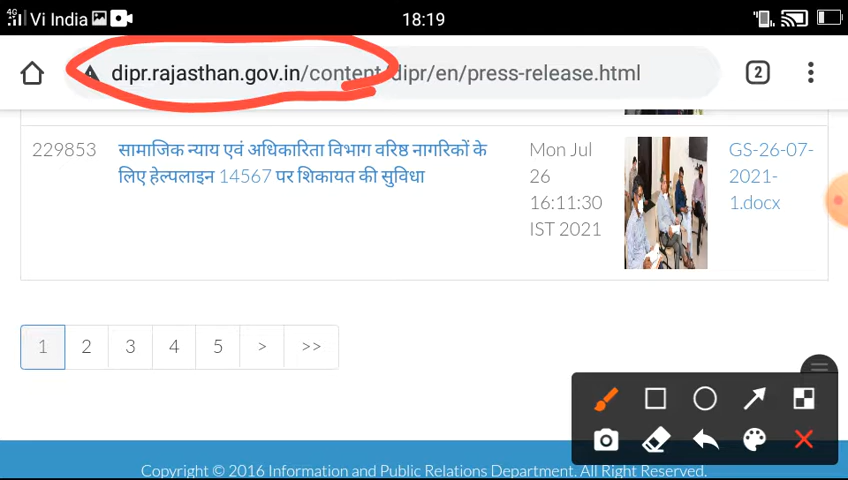 4G Vi India 18:19
dipr.rajasthan.gov.in/content/dipr/en/press-release.html 2
229853 सामाजिक न्याय एवं अधिकारिता विभाग वरिष्ठ नागरिकों के Mon Jul GS-26-07-
लिए हेल्पलाइन 14567 पर शिकायत की सुविधा 26 2021-
16:11:30 1.docx
IST 2021
1 2 3 4 5 > >>
Copyright © 2016 Information and Public Relations Department. All Right Reserved.